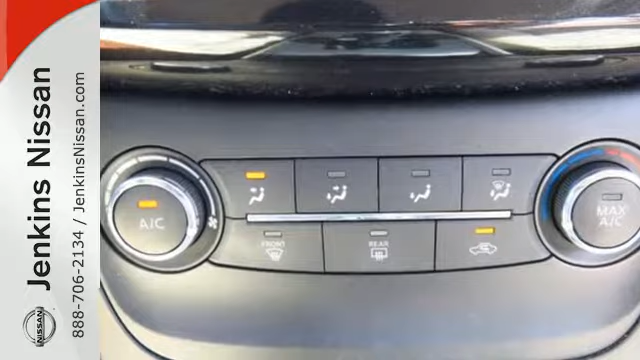 Jenkins Nissan
888-706-2134 / JenkinsNissan.com
NISSAN
A/C
FRONT
REAR
MAX
A/C